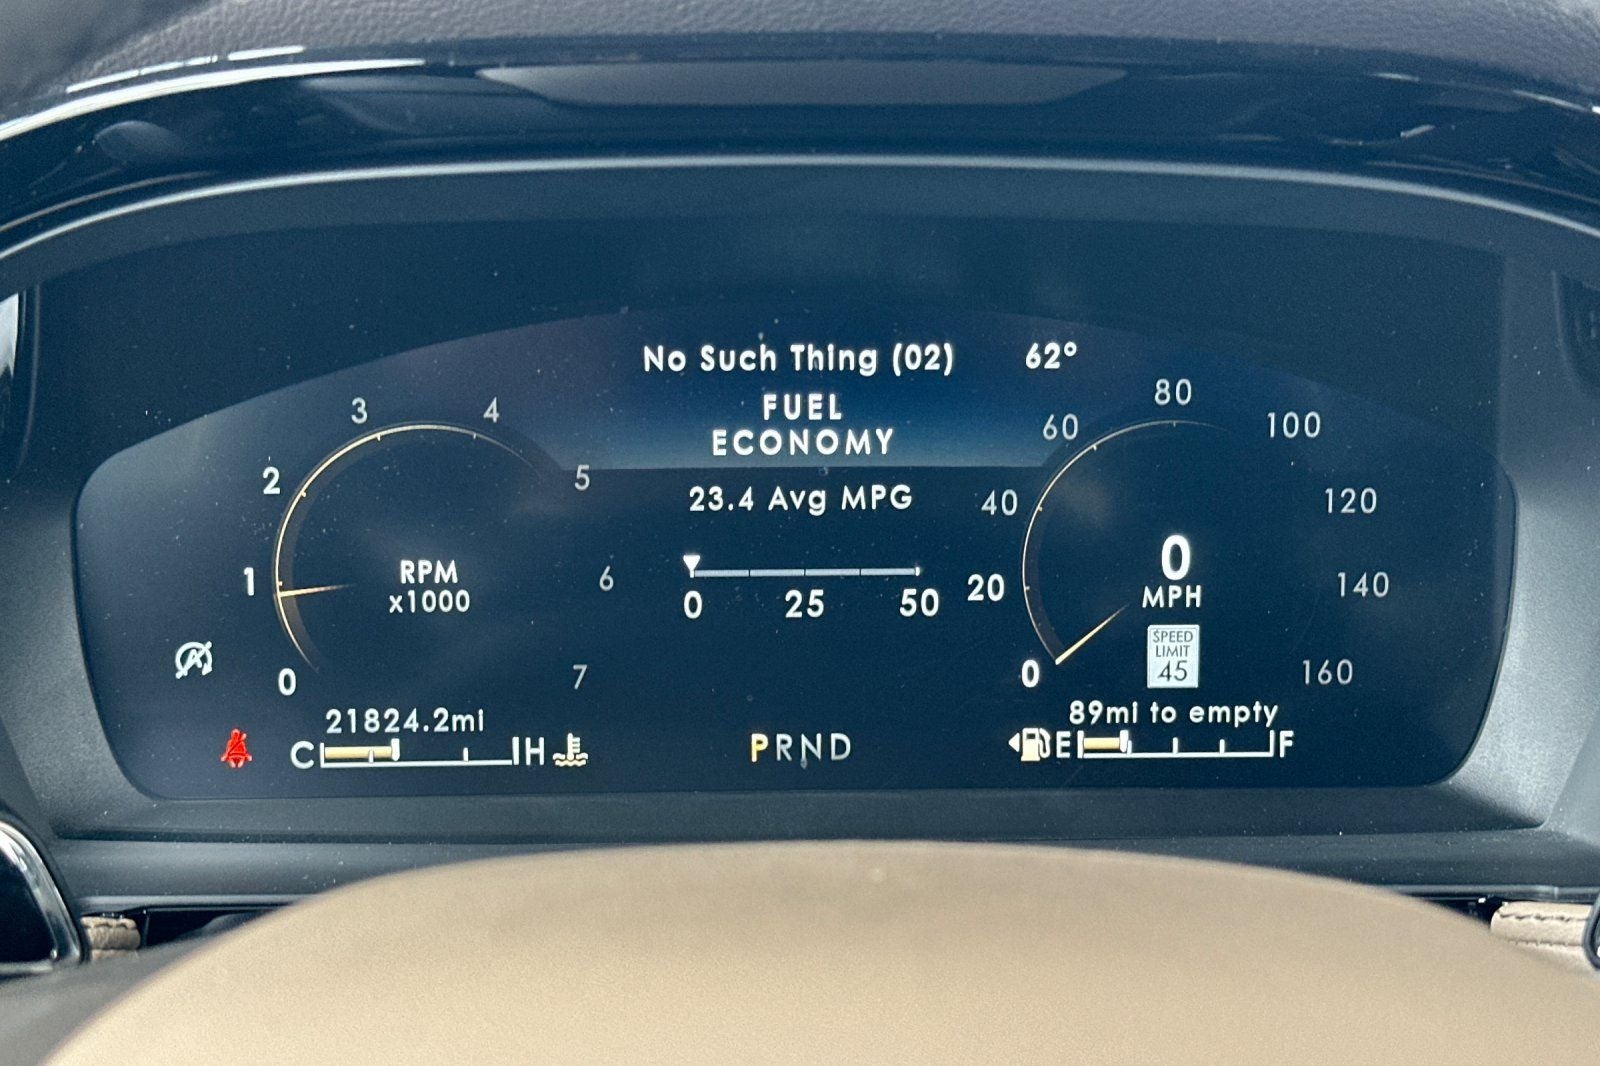 No Such Thing (02) 62°
FUEL
ECONOMY
23.4 Avg MPG
0 25 50
0 1 2 3 4 5 6 7
RPM
x1000
0 20 40 60 80 100 120 140 160
0
MPH
SPEED
LIMIT
45
21824.2mi
C H
PRND
89mi to empty
E F